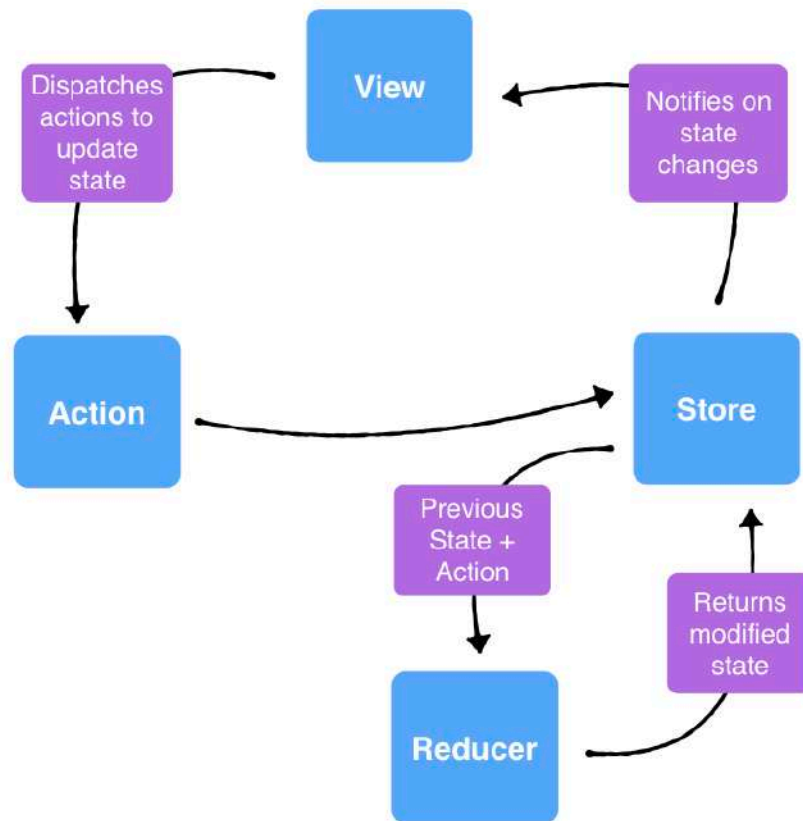 View
Dispatches
actions to
update
state
Notifies on
state
changes
Action
Store
Previous
State +
Action
Returns
modified
state
Reducer